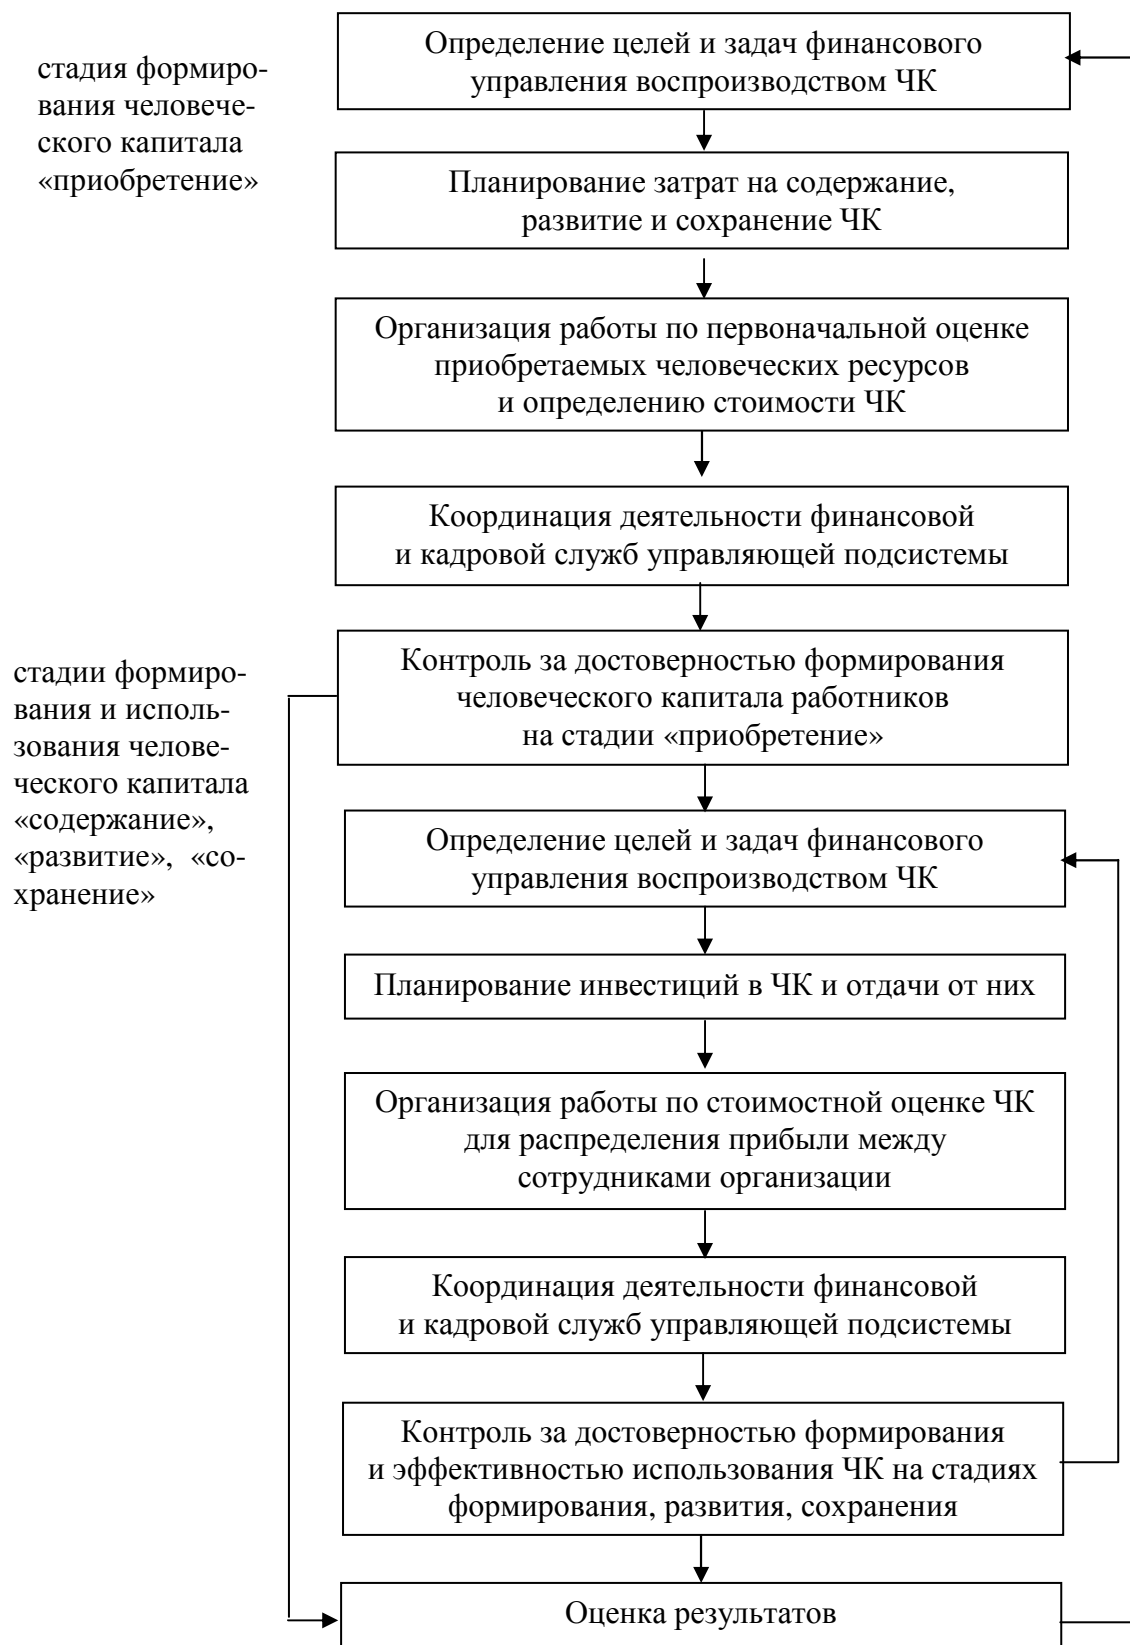 стадия формиро-
вания человече-
ского капитала
«приобретение»
Определение целей и задач финансового
управления воспроизводством ЧК
Планирование затрат на содержание,
развитие и сохранение ЧК
Организация работы по первоначальной оценке
приобретаемых человеческих ресурсов
и определению стоимости ЧК
Координация деятельности финансовой
и кадровой служб управляющей подсистемы
Контроль за достоверностью формирования
человеческого капитала работников
на стадии «приобретение»
стадии формиро-
вания и исполь-
зования челове-
ческого капитала
«содержание»,
«развитие», «со-
хранение»
Определение целей и задач финансового
управления воспроизводством ЧК
Планирование инвестиций в ЧК и отдачи от них
Организация работы по стоимостной оценке ЧК
для распределения прибыли между
сотрудниками организации
Координация деятельности финансовой
и кадровой служб управляющей подсистемы
Контроль за достоверностью формирования
и эффективностью использования ЧК на стадиях
формирования, развития, сохранения
Оценка результатов